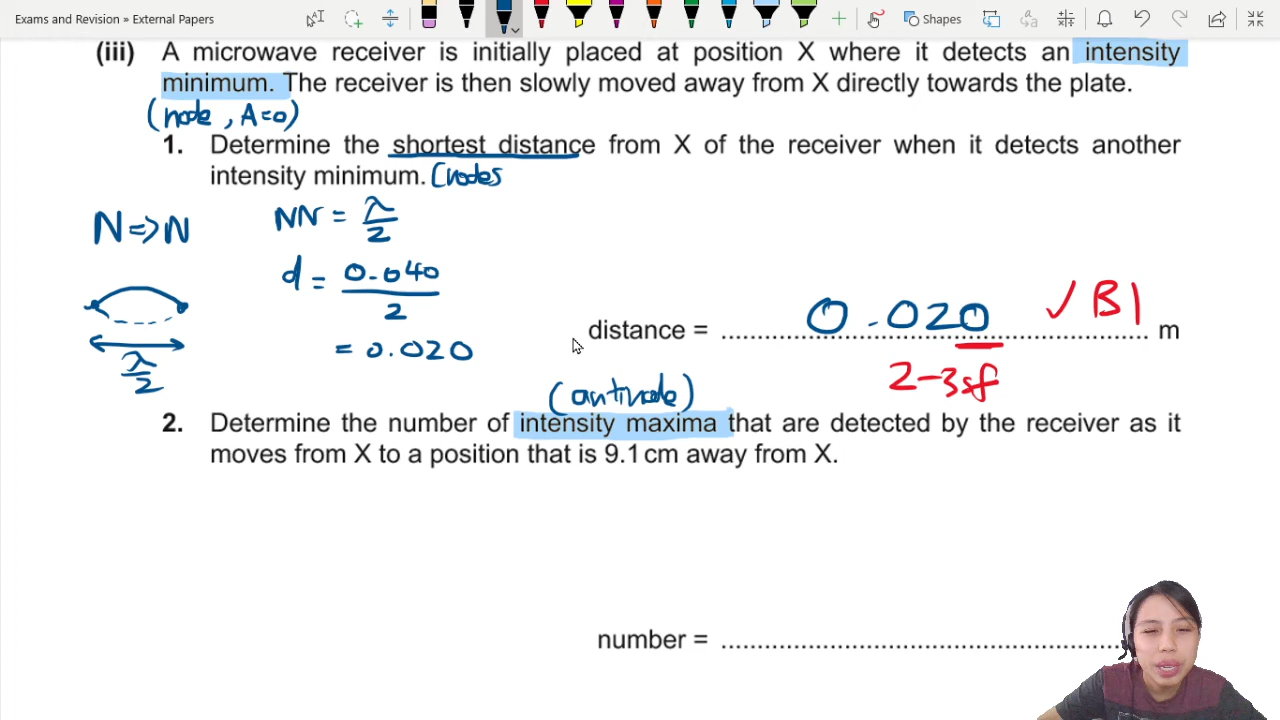 Exams and Revision » External Papers
Shapes
(iii) A microwave receiver is initially placed at position X where it detects an intensity
minimum. The receiver is then slowly moved away from X directly towards the plate.
(node, A=0)
1. Determine the shortest distance from X of the receiver when it detects another
intensity minimum. (nodes
N => N
NN = λ/2
d = 0.040/2
= 0.020
λ/2
distance = 0.020 m
✓ B1
2-3sf
(antinode)
2. Determine the number of intensity maxima that are detected by the receiver as it
moves from X to a position that is 9.1 cm away from X.
number =